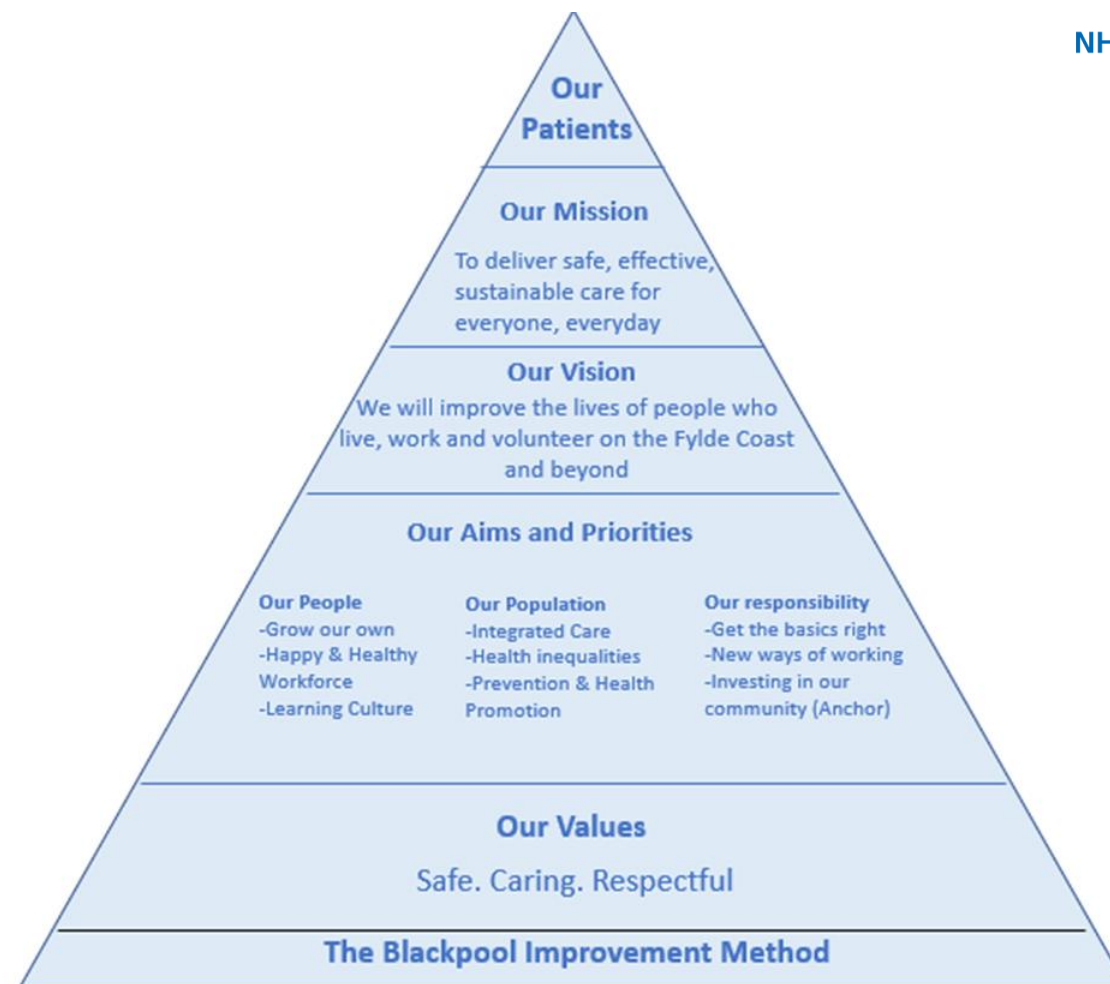 NH
Our
Patients
Our Mission
To deliver safe, effective,
sustainable care for
everyone, everyday
Our Vision
We will improve the lives of people who
live, work and volunteer on the Fylde Coast
and beyond
Our Aims and Priorities
Our People
-Grow our own
-Happy & Healthy
Workforce
-Learning Culture
Our Population
-Integrated Care
-Health inequalities
-Prevention & Health
Promotion
Our responsibility
-Get the basics right
-New ways of working
-Investing in our
community (Anchor)
Our Values
Safe. Caring. Respectful
The Blackpool Improvement Method